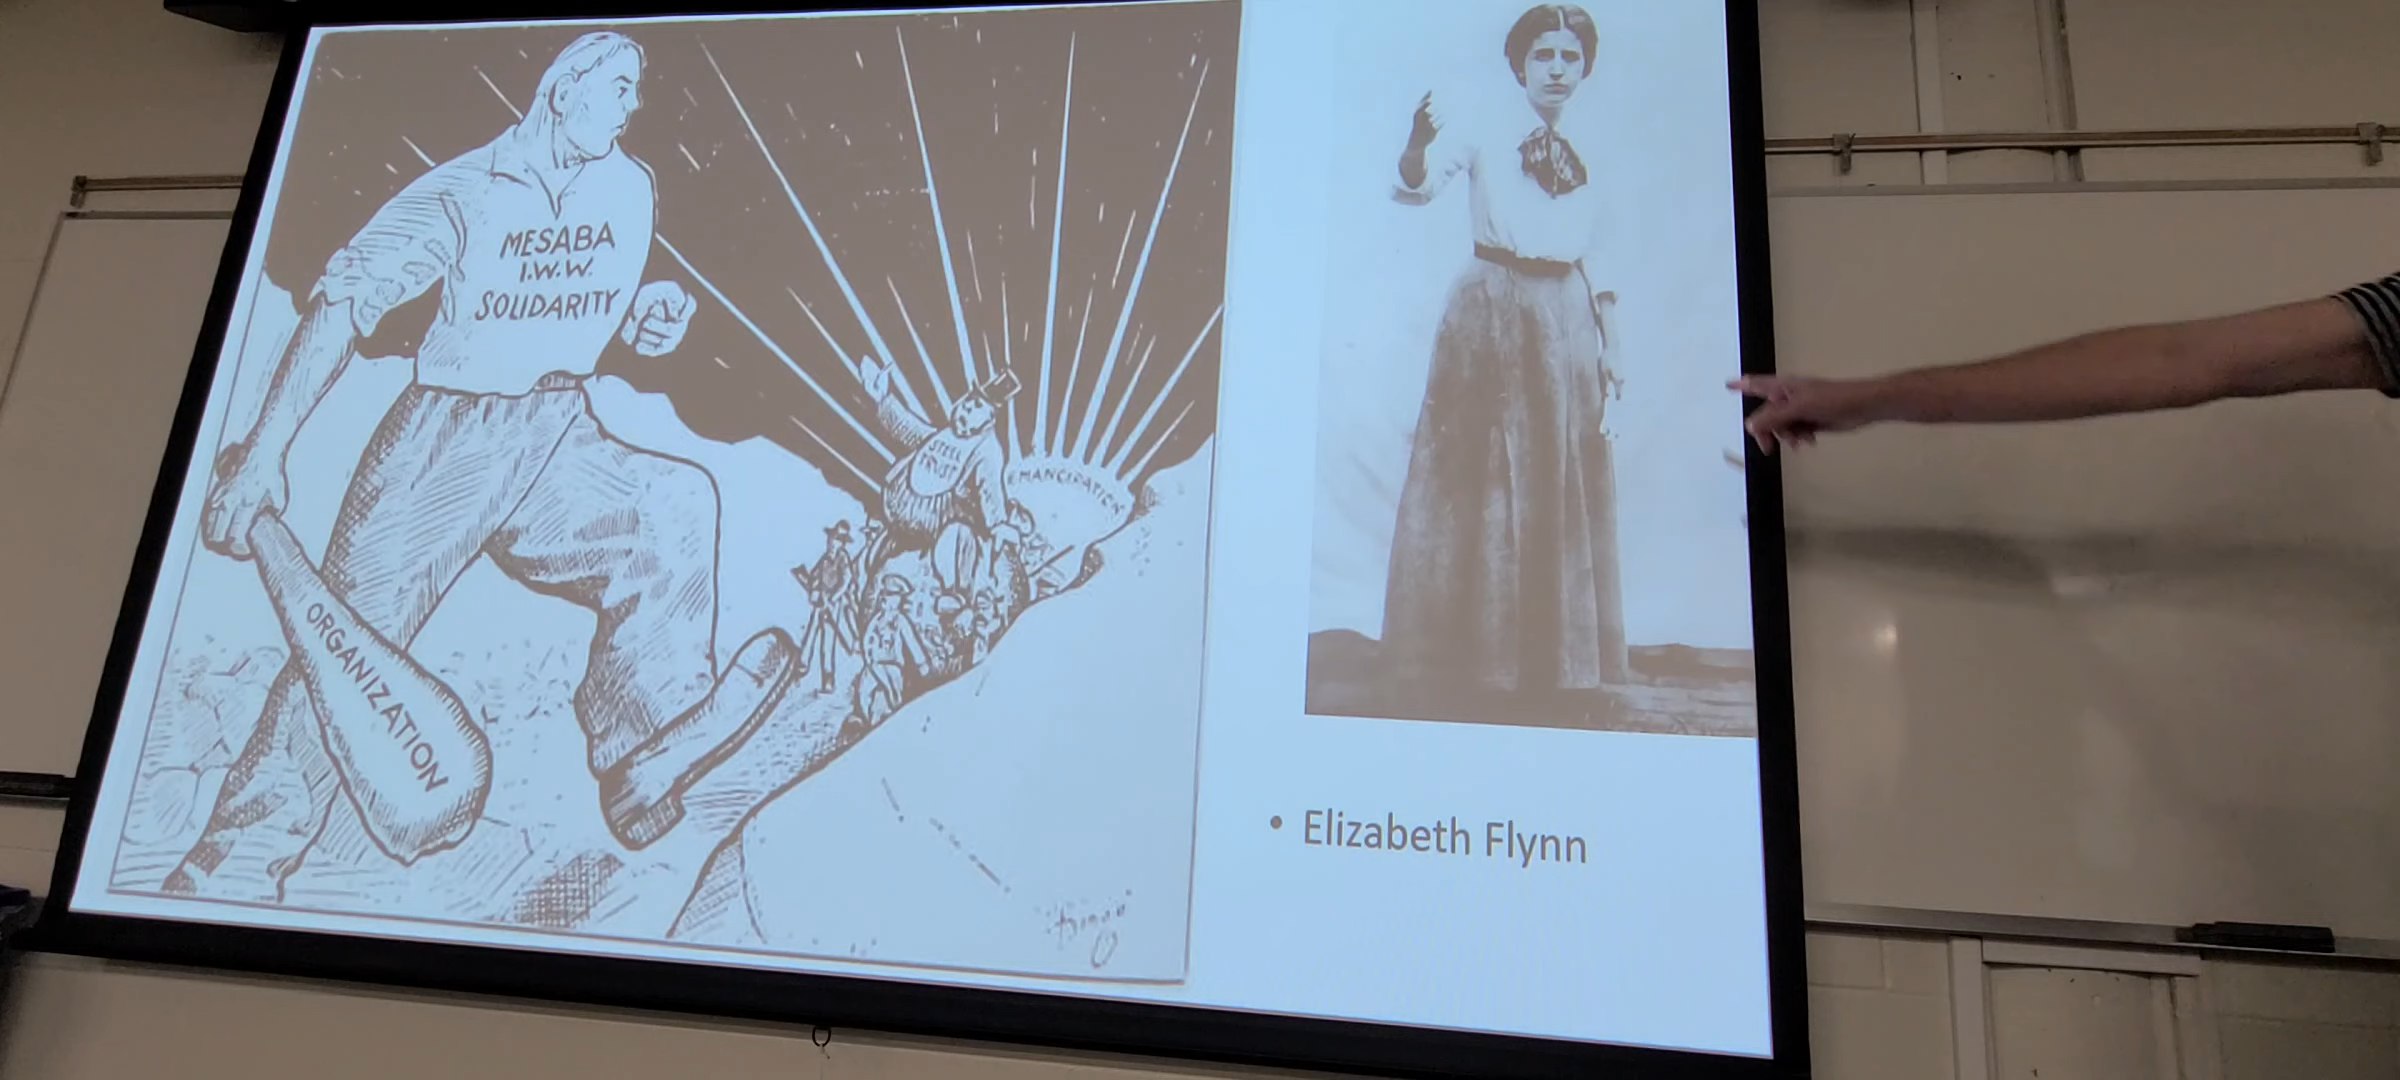 MESABA
I.W.W.
SOLIDARITY
STEEL
TRUST
EMANCIPATION
ORGANIZATION
• Elizabeth Flynn